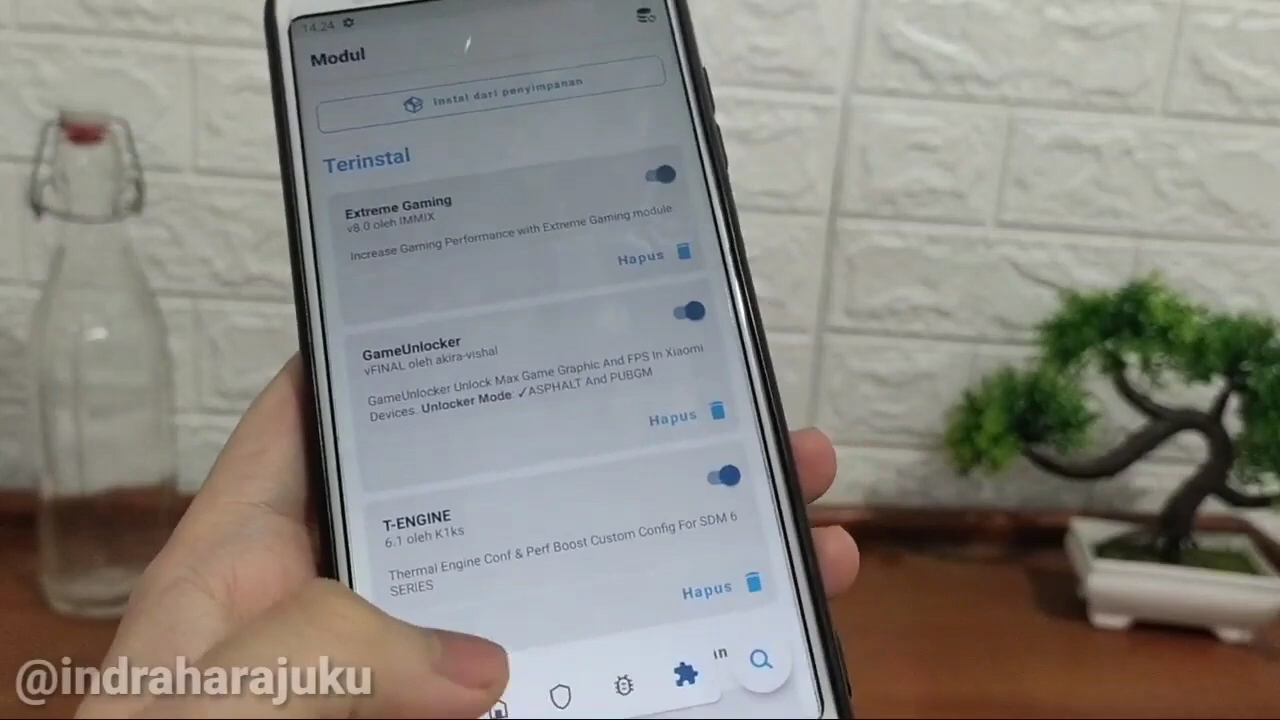 14.24
Modul
Instal dari penyimpanan
Terinstal
Extreme Gaming
v8.0 oleh IMMIX
Increase Gaming Performance with Extreme Gaming module
Hapus
GameUnlocker
vFINAL oleh akira-vishal
GameUnlocker Unlock Max Game Graphic And FPS In Xiaomi
Devices. Unlocker Mode: ✓ASPHALT And PUBGM
Hapus
T-ENGINE
6.1 oleh K1ks
Thermal Engine Conf & Perf Boost Custom Config For SDM 6
SERIES
Hapus
in
@indraharajuku